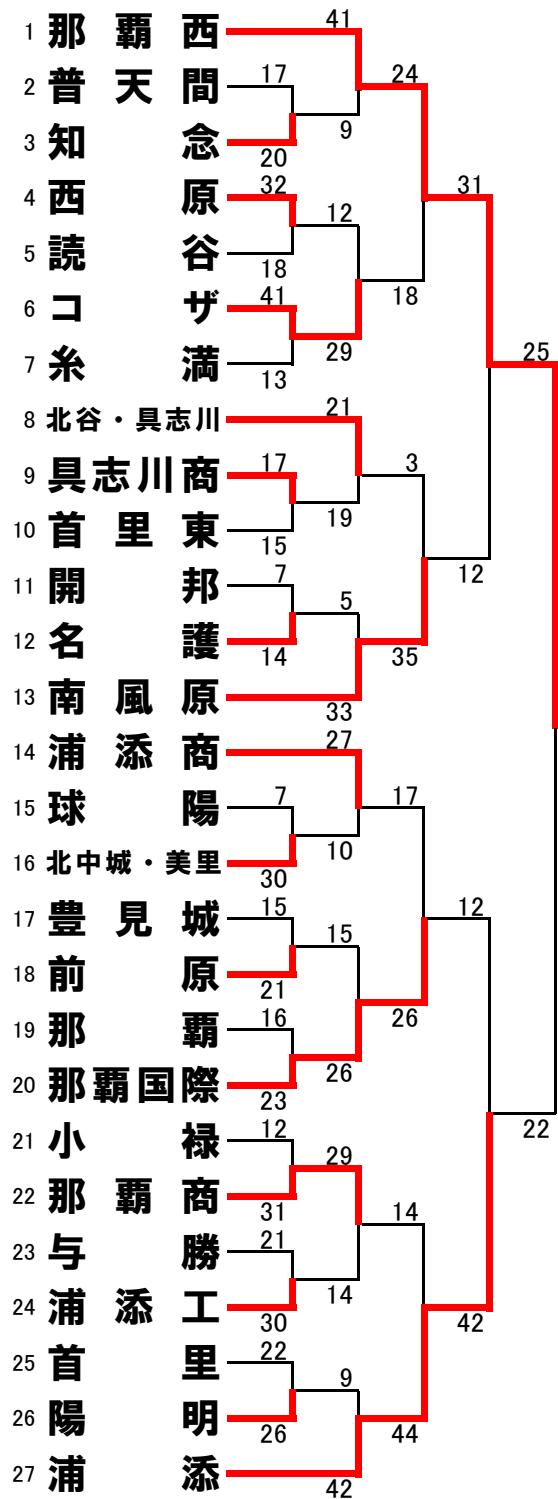 41
1 那覇西
17 24
2 普天間
9
3 知念
20
32 31
4 西原
12
5 読谷
18 18
41
6 コザ
29 25
7 糸満
13
21
8 北谷・具志川
17 3
9 具志川商
19
10 首里東
15
7 12
11 開邦
5
12 名護
14 35
13 南風原
33
27
14 浦添商
7 17
15 球陽
10
16 北中城・美里
30
15 12
17 豊見城
15
18 前原
21
16 26
19 那覇
26
20 那覇国際
23
12 22
21 小禄
29
22 那覇商
31
21 14
23 与勝
14
24 浦添工
30 42
22
25 首里
9
26 陽明
26 44
27 浦添
42